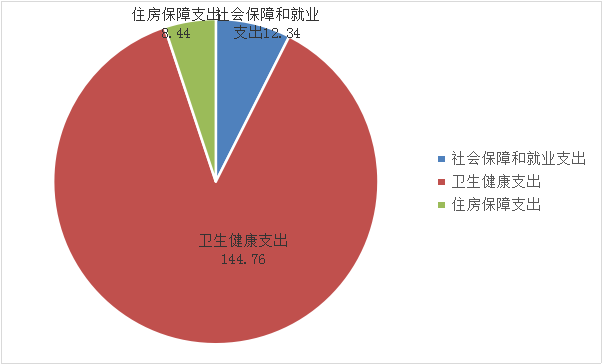 住房保障支出
8.44
社会保障和就业
支出12.34
卫生健康支出
144.76
社会保障和就业支出
卫生健康支出
住房保障支出